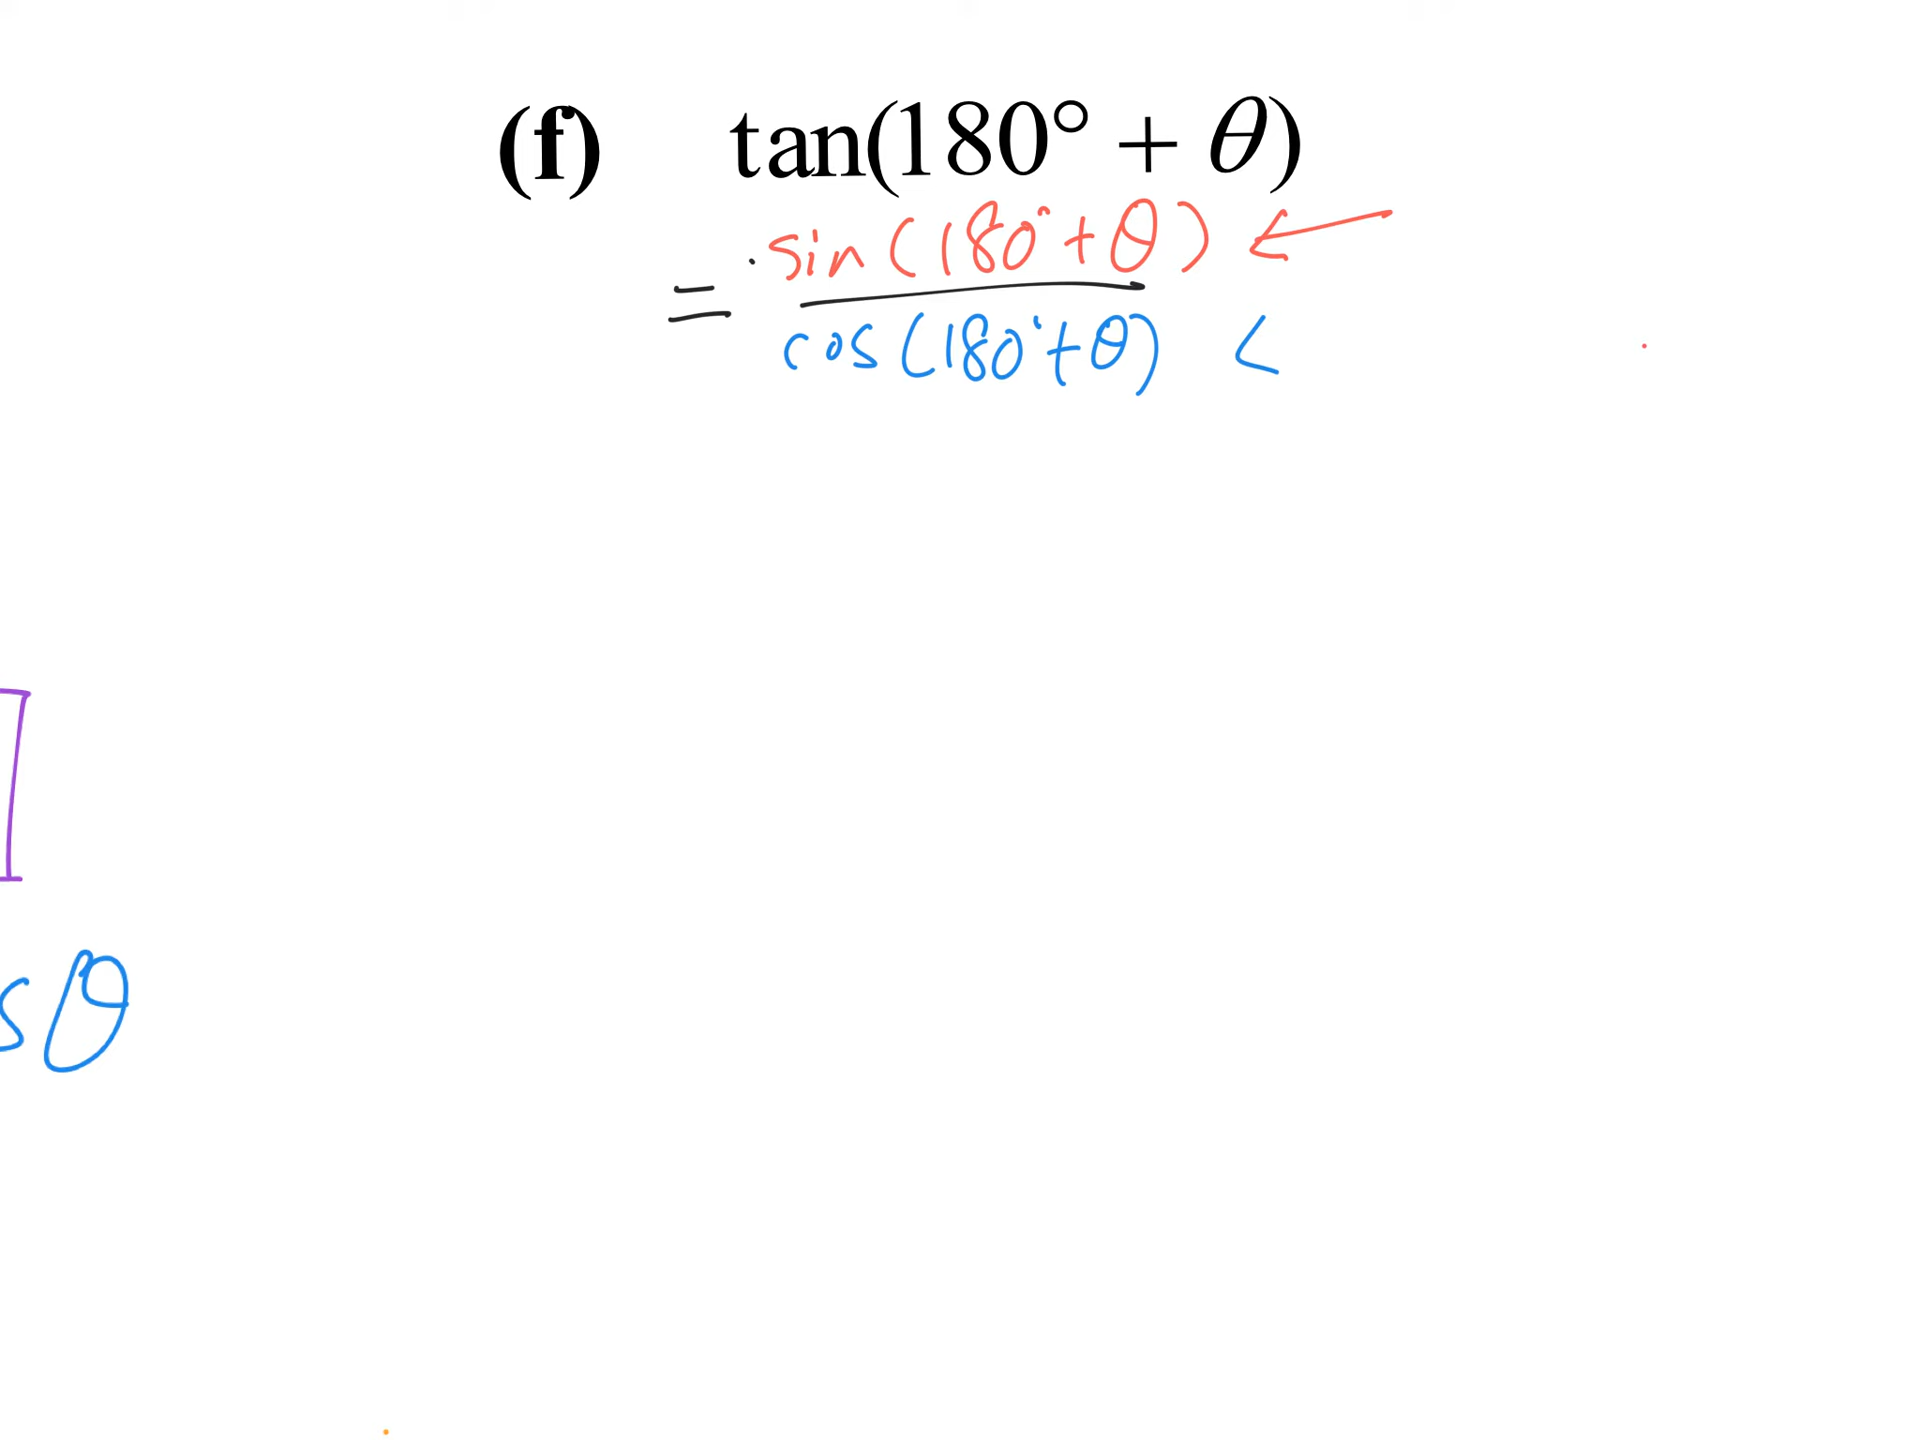 (f) tan(180° + θ)
= sin(180°+θ) ←
cos(180°+θ) <
sθ